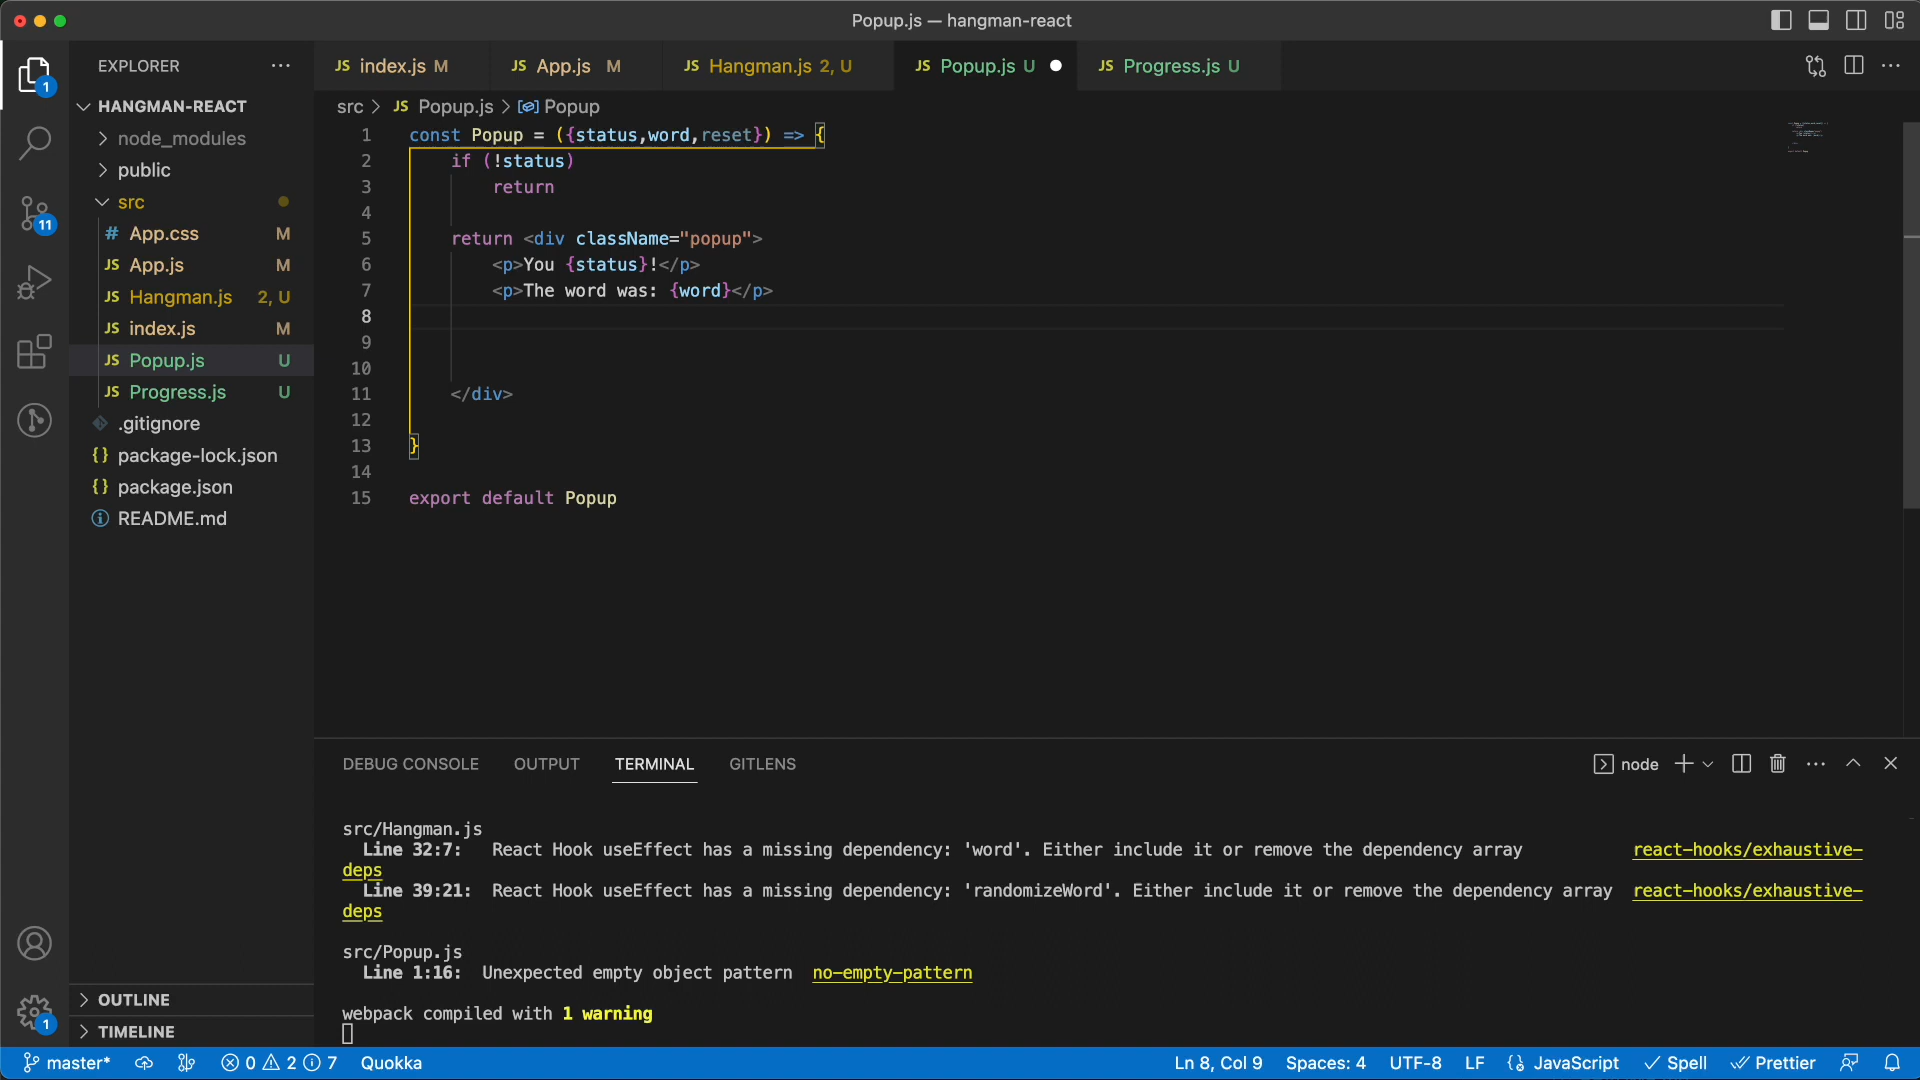 Popup.js — hangman-react
EXPLORER
HANGMAN-REACT
node_modules
public
src
# App.css M
JS App.js M
JS Hangman.js 2, U
JS index.js M
JS Popup.js U
JS Progress.js U
.gitignore
{} package-lock.json
{} package.json
README.md
OUTLINE
TIMELINE
1
11
1
JS index.js M
JS App.js M
JS Hangman.js 2, U
JS Popup.js U
JS Progress.js U
src > JS Popup.js > Popup
1 const Popup = ({status,word,reset}) => {
2 if (!status)
3 return
4
5 return <div className="popup">
6 <p>You {status}!</p>
7 <p>The word was: {word}</p>
8
9
10
11 </div>
12
13 }
14
15 export default Popup
DEBUG CONSOLE OUTPUT TERMINAL GITLENS
node
src/Hangman.js
Line 32:7: React Hook useEffect has a missing dependency: 'word'. Either include it or remove the dependency array react-hooks/exhaustive-
deps
Line 39:21: React Hook useEffect has a missing dependency: 'randomizeWord'. Either include it or remove the dependency array react-hooks/exhaustive-
deps
src/Popup.js
Line 1:16: Unexpected empty object pattern no-empty-pattern
webpack compiled with 1 warning
master* 0 2 7 Quokka Ln 8, Col 9 Spaces: 4 UTF-8 LF JavaScript Spell Prettier